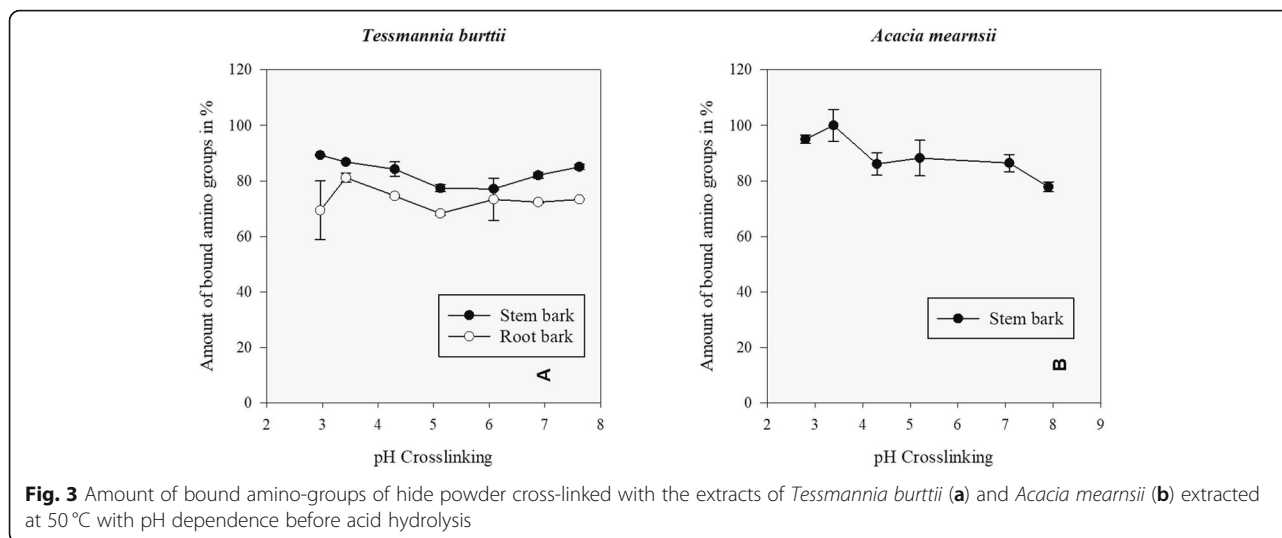 Tessmannia burttii
Amount of bound amino groups in %
120
100
80
60
40
20
0
2
3
4
5
6
7
8
pH Crosslinking
Stem bark
Root bark
A
Acacia mearnsii
Amount of bound amino groups in %
120
100
80
60
40
20
0
2
3
4
5
6
7
8
9
pH Crosslinking
Stem bark
B
Fig. 3 Amount of bound amino-groups of hide powder cross-linked with the extracts of Tessmannia burttii (a) and Acacia mearnsii (b) extracted
at 50 °C with pH dependence before acid hydrolysis